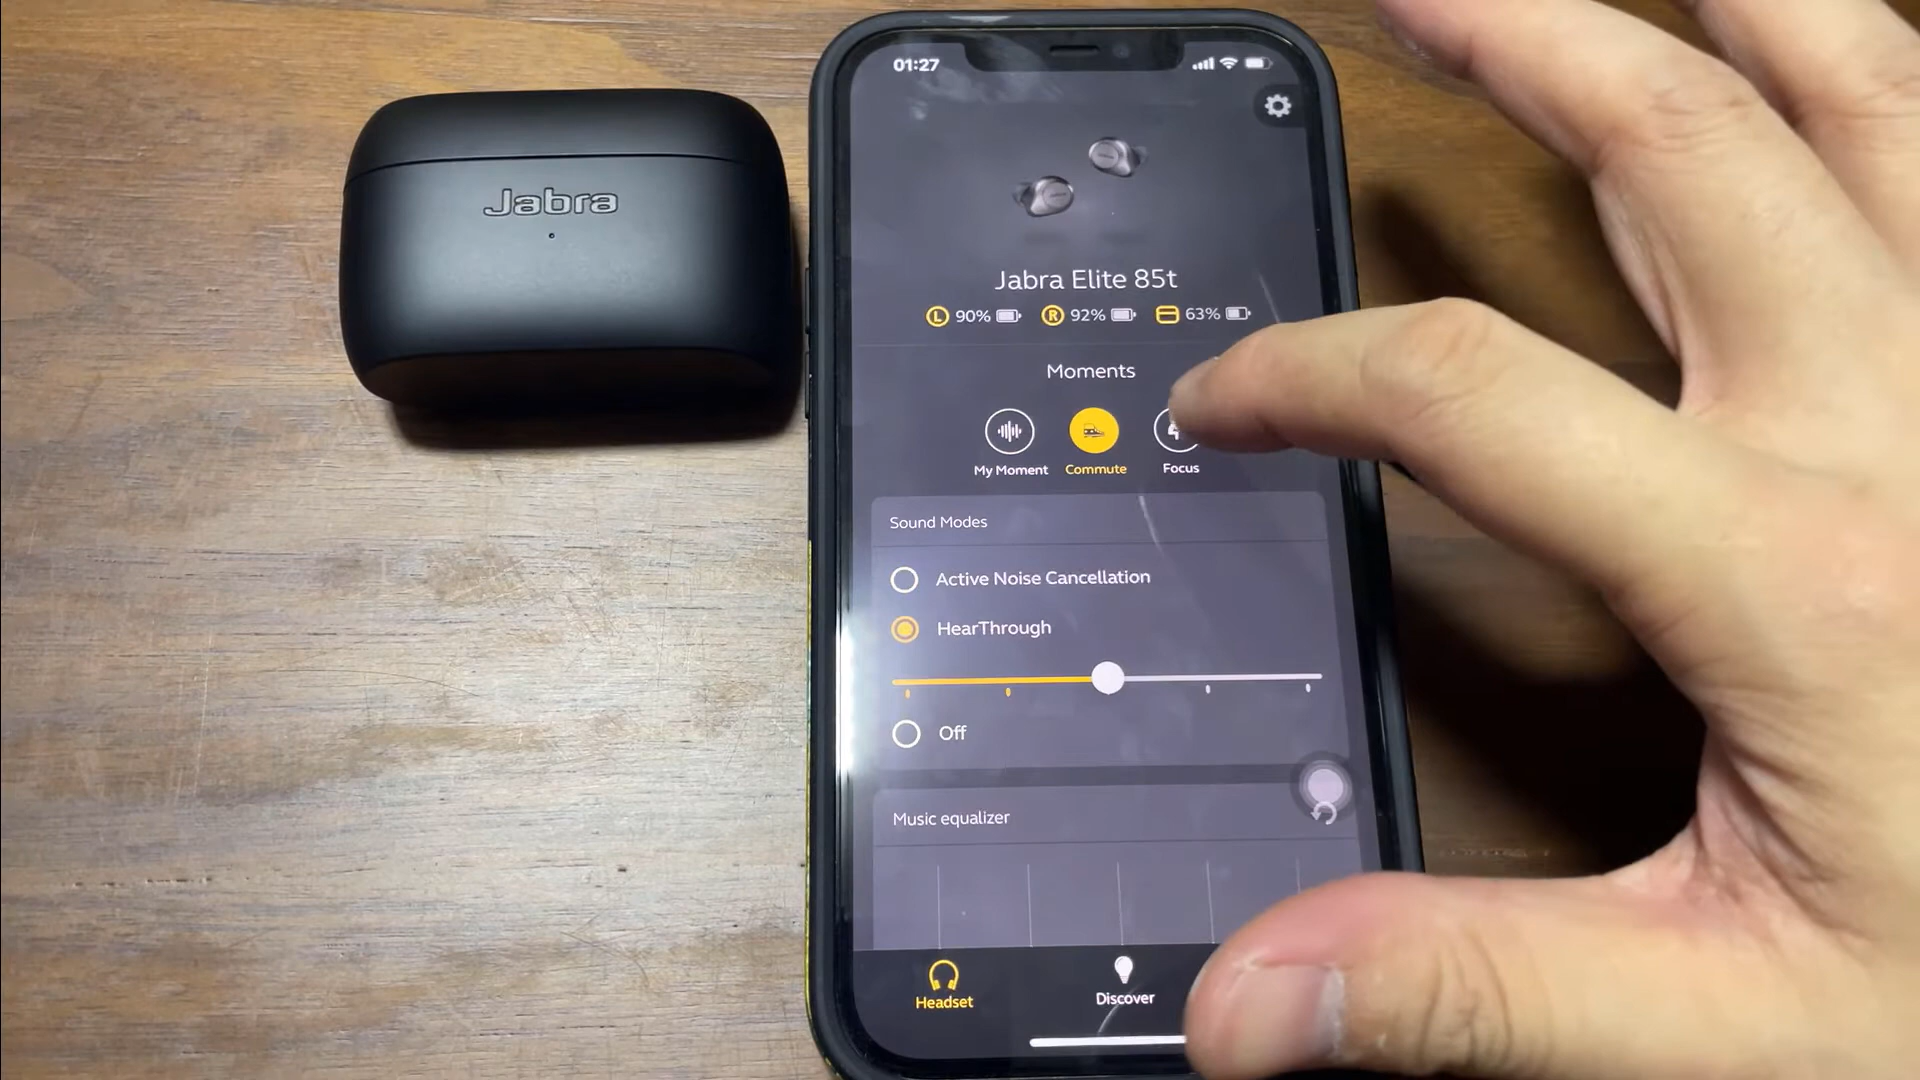 Jabra
01:27
Jabra Elite 85t
L 90% R 92% 63%
Moments
My Moment Commute Focus
Sound Modes
Active Noise Cancellation
HearThrough
Off
Music equalizer
Headset Discover